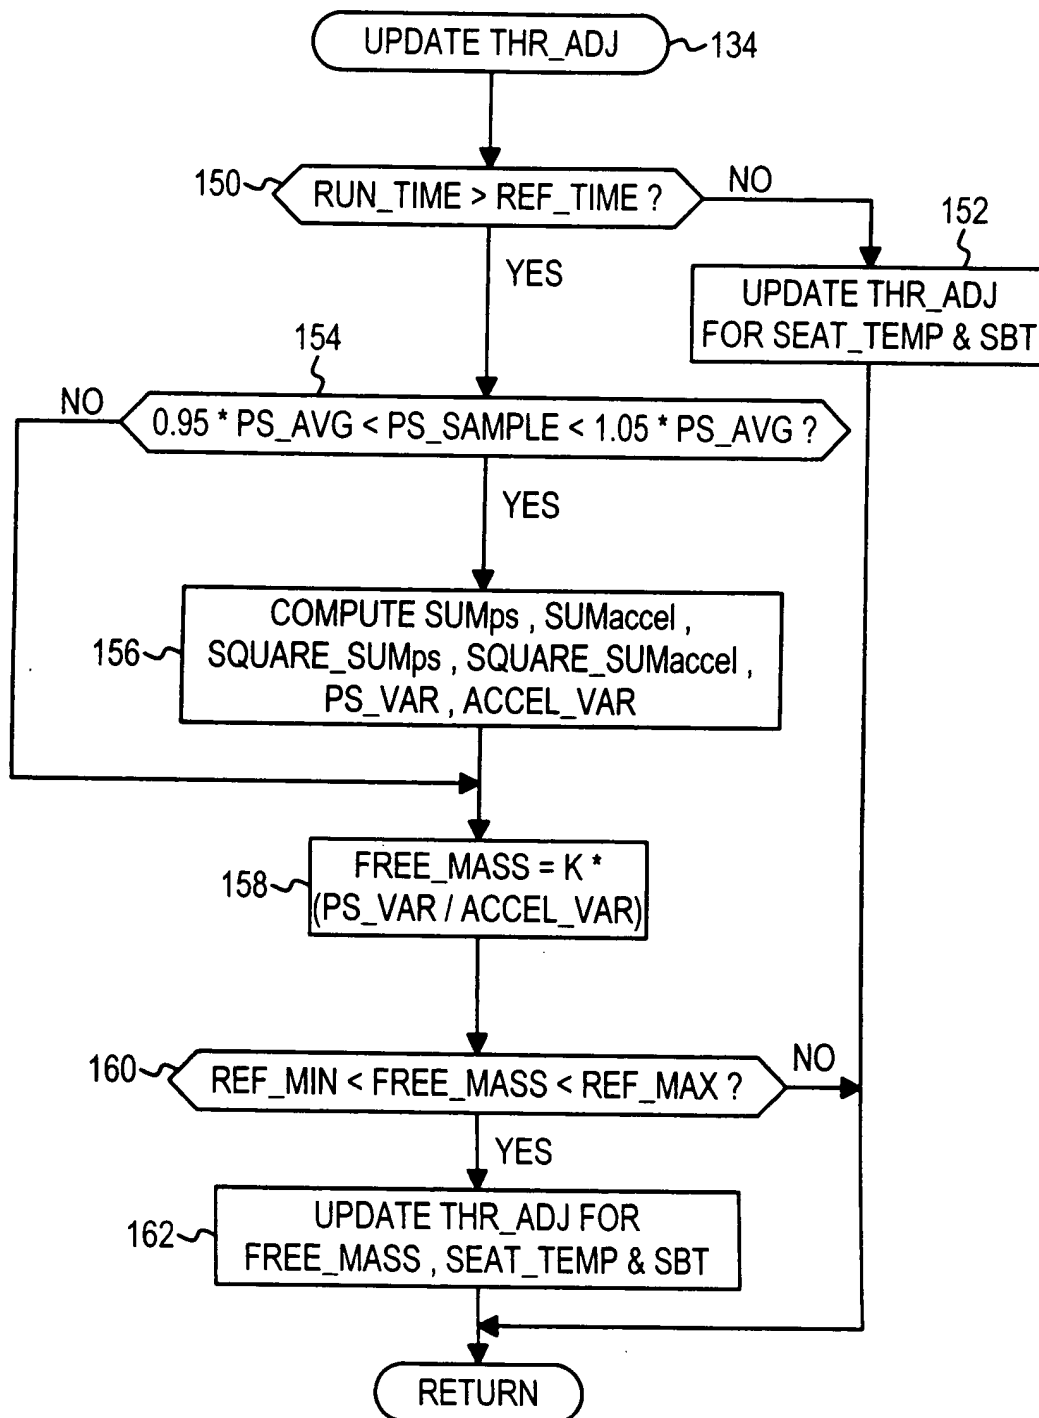 UPDATE THR_ADJ
134
150
RUN_TIME > REF_TIME ?
NO
152
YES
UPDATE THR_ADJ
FOR SEAT_TEMP & SBT
154
NO
0.95 * PS_AVG < PS_SAMPLE < 1.05 * PS_AVG ?
YES
156
COMPUTE SUMps , SUMaccel ,
SQUARE_SUMps , SQUARE_SUMaccel ,
PS_VAR , ACCEL_VAR
158
FREE_MASS = K *
(PS_VAR / ACCEL_VAR)
160
REF_MIN < FREE_MASS < REF_MAX ?
NO
YES
162
UPDATE THR_ADJ FOR
FREE_MASS , SEAT_TEMP & SBT
RETURN